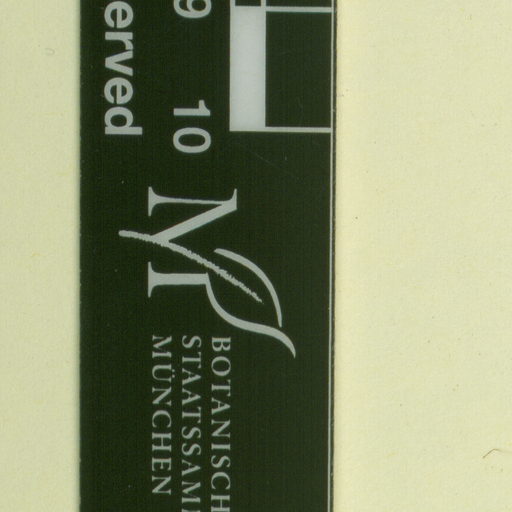 9 10
erved
BOTANISCH
STAATSSAM
MÜNCHEN